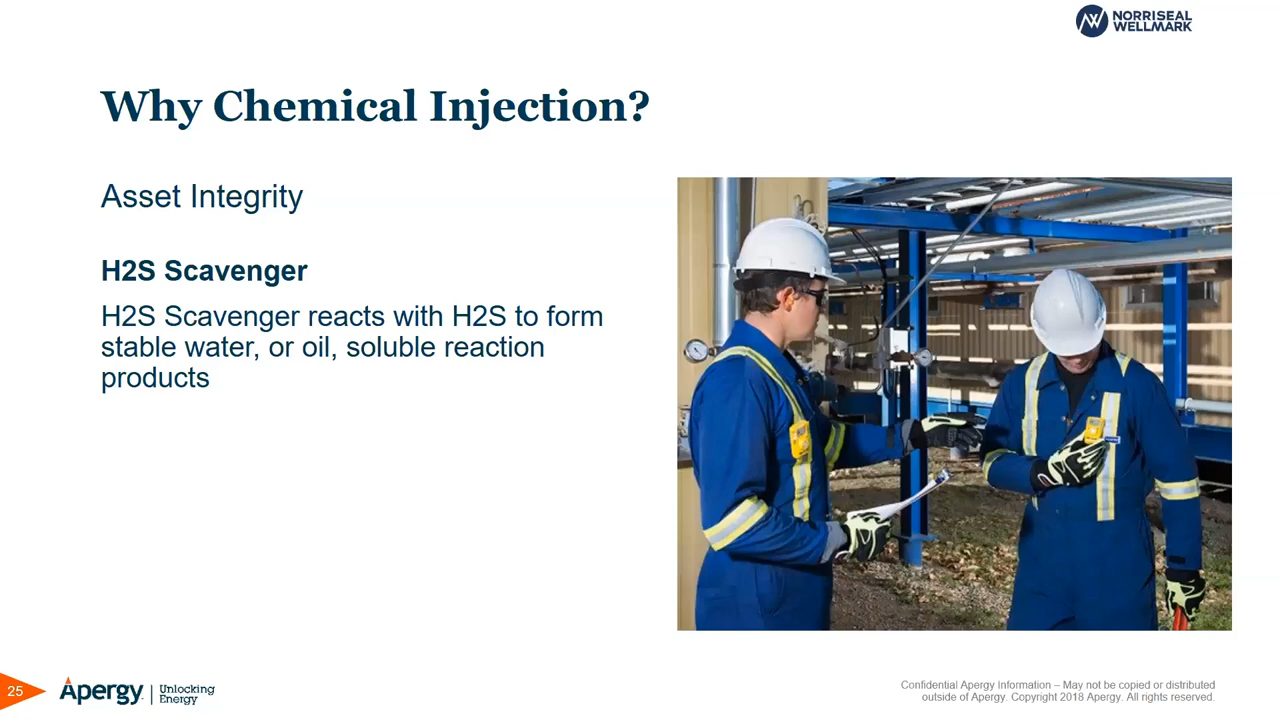 NORRISEAL
WELLMARK
Why Chemical Injection?
Asset Integrity
H2S Scavenger
H2S Scavenger reacts with H2S to form
stable water, or oil, soluble reaction
products
25
Apergy
Unlocking
Energy
Confidential Apergy Information – May not be copied or distributed
outside of Apergy. Copyright 2018 Apergy. All rights reserved.